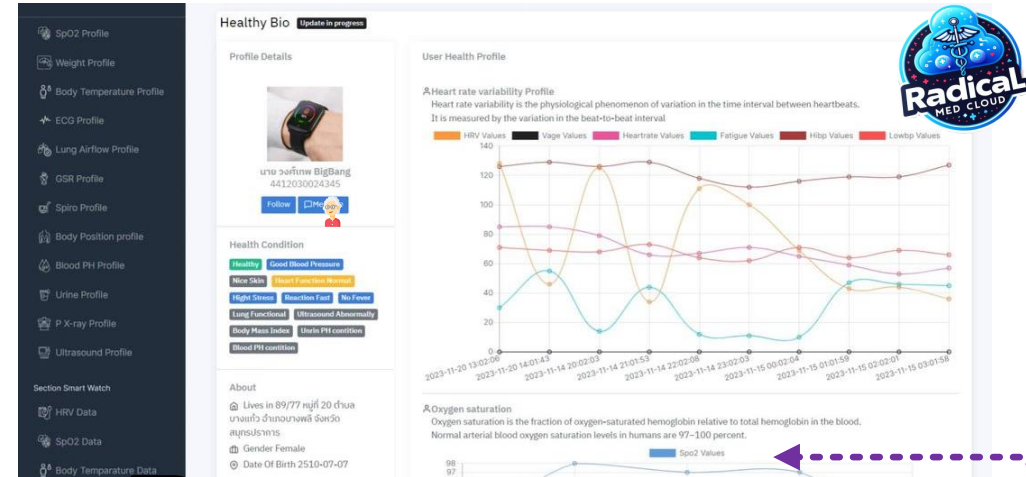 SpO2 Profile
Weight Profile
Body Temperature Profile
ECG Profile
Lung Airflow Profile
GSR Profile
Spiro Profile
Body Position profile
Blood PH Profile
Urine Profile
P X-ray Profile
Ultrasound Profile
Section Smart Watch
HRV Data
SpO2 Data
Body Temparature Data
Healthy Bio Update in progress
Profile Details
นาย วงศ์เทพ BigBang
4412030024345
Follow
Health Condition
Healthy Good Blood Pressure
Nice Skin Heart Function Normal
Hight Stress Reaction Fast No Fever
Lung Functional Ultrasound Abnormally
Body Mass Index Unrin PH contition
Blood PH contition
About
Lives in 89/77 หมู่ที่ 20 ตำบล
บางแก้ว อำเภอบางพลี จังหวัด
สมุทรปราการ
Gender Female
Date Of Birth 2510-07-07
User Health Profile
Heart rate variability Profile
Heart rate variability is the physiological phenomenon of variation in the time interval between heartbeats.
It is measured by the variation in the beat-to-beat interval
HRV Values Vage Values Heartrate Values Fatigue Values Hibp Values Lowbp Values
140
120
100
80
60
40
20
0
2023-11-20 13:02:06 2023-11-20 14:01:43 2023-11-14 20:02:03 2023-11-14 21:01:53 2023-11-14 22:02:08 2023-11-14 23:02:03 2023-11-15 00:02:04 2023-11-15 01:01:59 2023-11-15 02:02:01 2023-11-15 03:01:58
Oxygen saturation
Oxygen saturation is the fraction of oxygen-saturated hemoglobin relative to total hemoglobin in the blood.
Normal arterial blood oxygen saturation levels in humans are 97–100 percent.
Spo2 Values
98
97
Radical
MED CLOUD